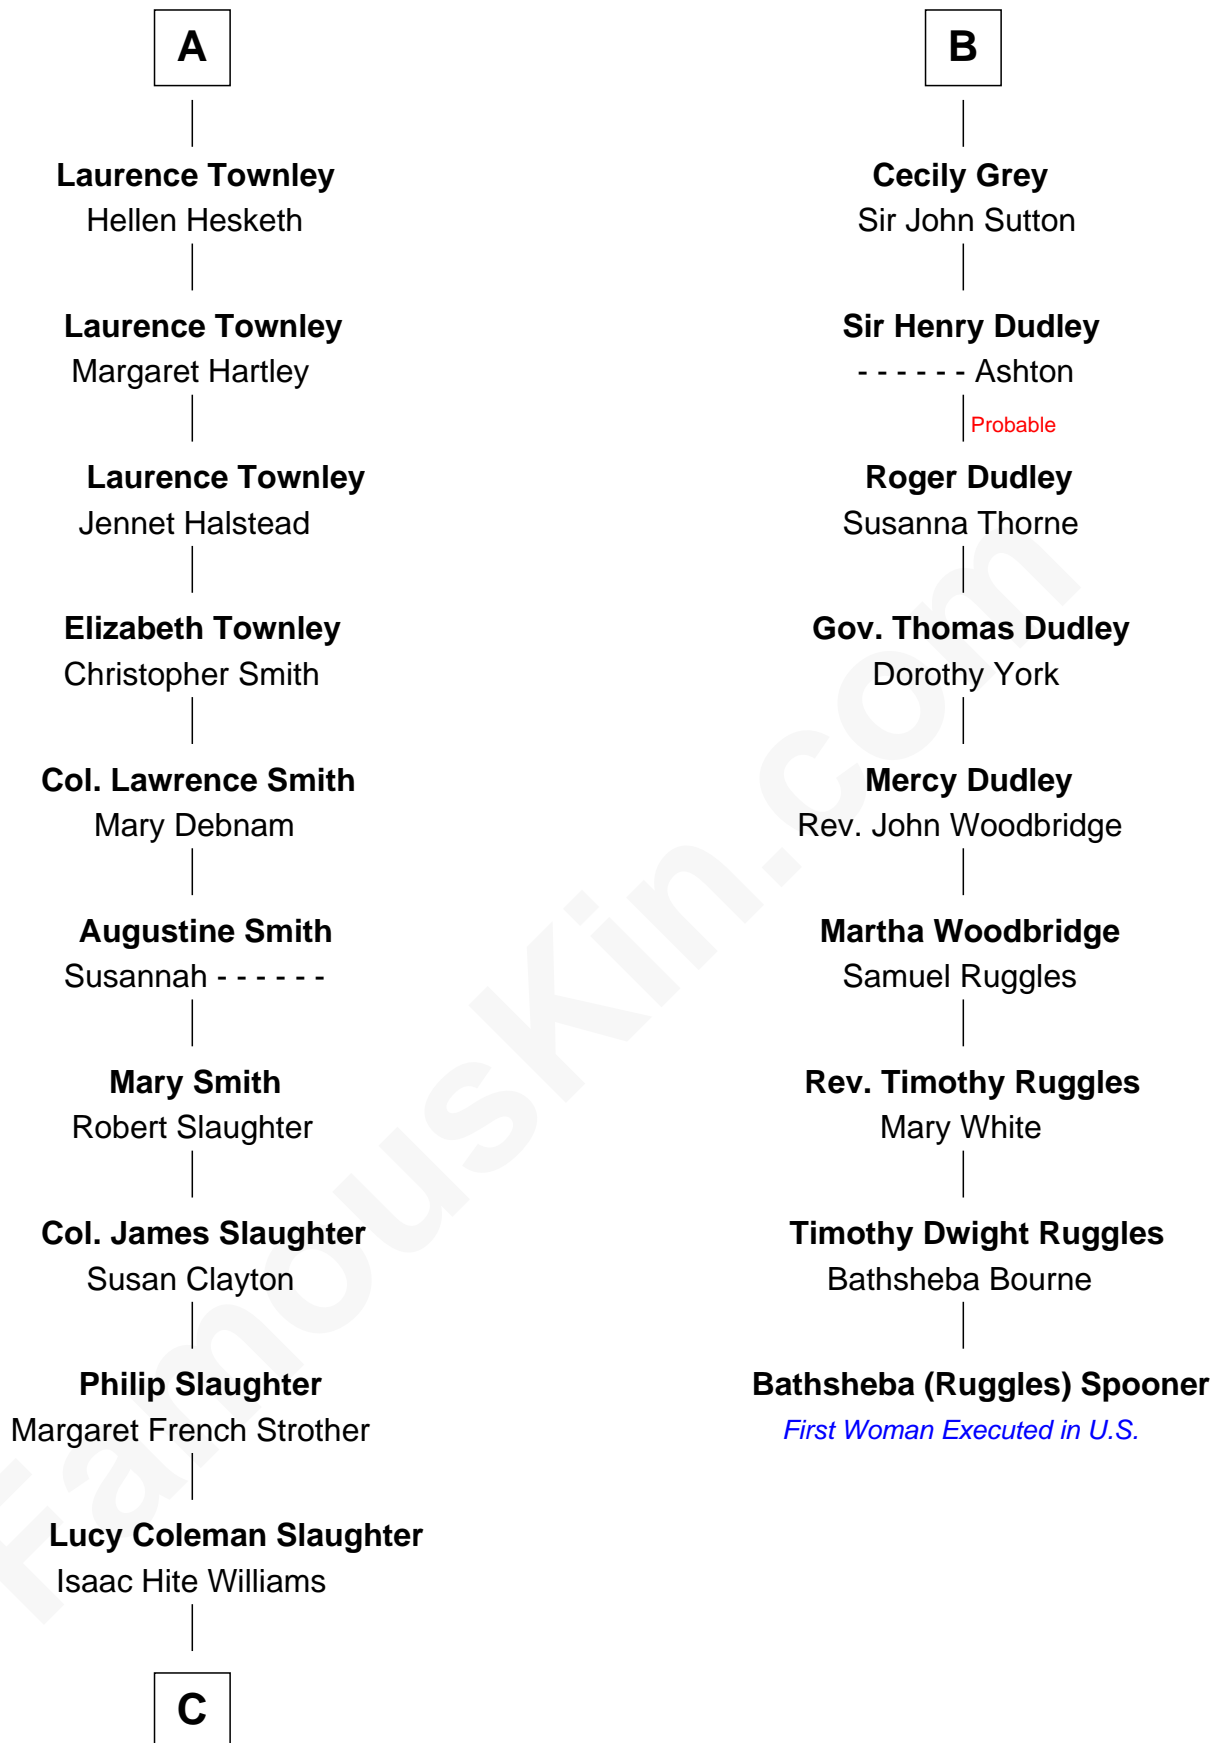 A
Laurence Townley
Hellen Hesketh
Laurence Townley
Margaret Hartley
Laurence Townley
Jennet Halstead
Elizabeth Townley
Christopher Smith
Col. Lawrence Smith
Mary Debnam
Augustine Smith
Susannah - - - - - -
Mary Smith
Robert Slaughter
Col. James Slaughter
Susan Clayton
Philip Slaughter
Margaret French Strother
Lucy Coleman Slaughter
Isaac Hite Williams
C
B
Cecily Grey
Sir John Sutton
Sir Henry Dudley
- - - - - - Ashton
Probable
Roger Dudley
Susanna Thorne
Gov. Thomas Dudley
Dorothy York
Mercy Dudley
Rev. John Woodbridge
Martha Woodbridge
Samuel Ruggles
Rev. Timothy Ruggles
Mary White
Timothy Dwight Ruggles
Bathsheba Bourne
Bathsheba (Ruggles) Spooner
First Woman Executed in U.S.
FamousKin.com